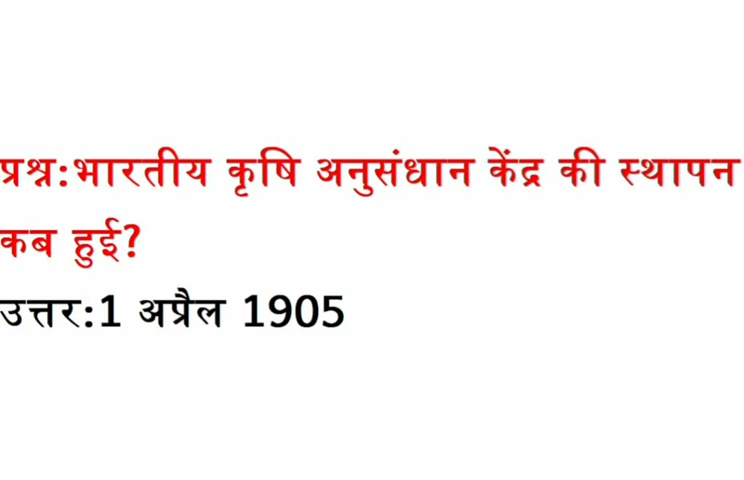 प्रश्न:भारतीय कृषि अनुसंधान केंद्र की स्थापन
कब हुई?
उत्तर:1 अप्रैल 1905